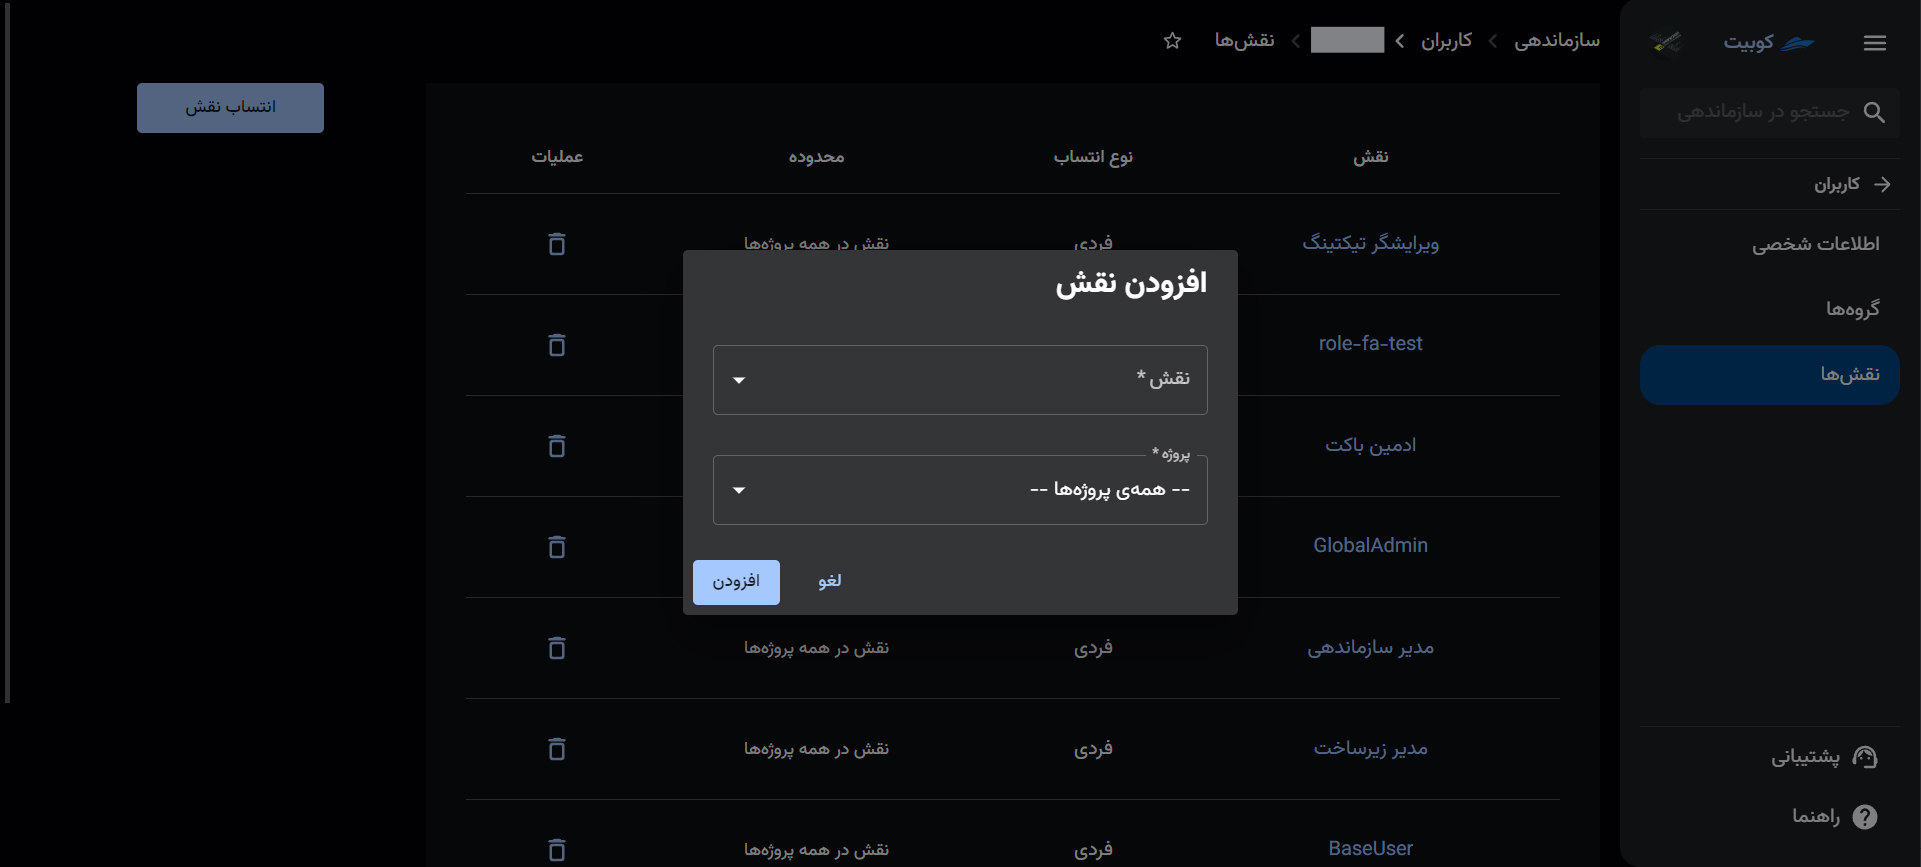 کوبیت
جستجو در سازماندهی
کاربران
اطلاعات شخصی
گروه‌ها
نقش‌ها
پشتیبانی
راهنما
سازماندهی
کاربران
نقش‌ها
انتساب نقش
نقش نوع انتساب محدوده عملیات
ویرایشگر تیکتینگ فردی نقش در همه پروژه‌ها
role-fa-test
ادمین باکت
GlobalAdmin
مدیر سازماندهی فردی نقش در همه پروژه‌ها
مدیر زیرساخت فردی نقش در همه پروژه‌ها
BaseUser فردی نقش در همه پروژه‌ها
افزودن نقش
نقش *
پروژه *
-- همه‌ی پروژه‌ها --
لغو
افزودن